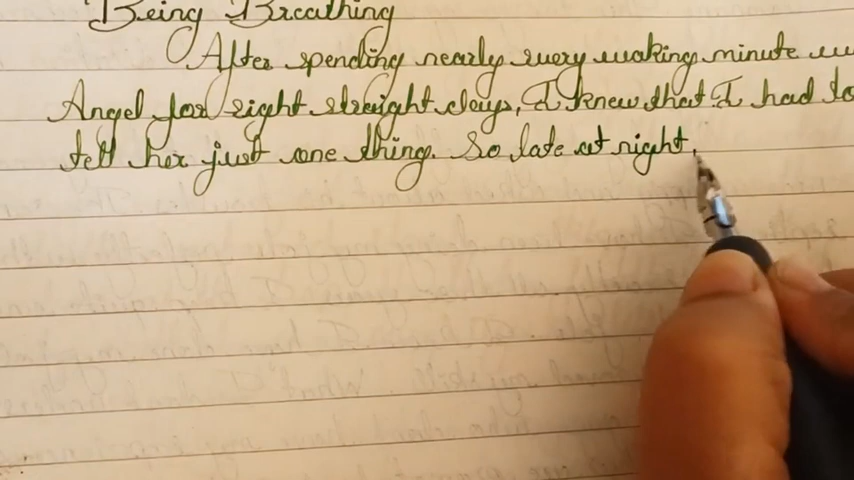 Being Breathing
After spending nearly every waking minute
Angel for eight straight days, I knew that I had to
tell her just one thing. So late at night,